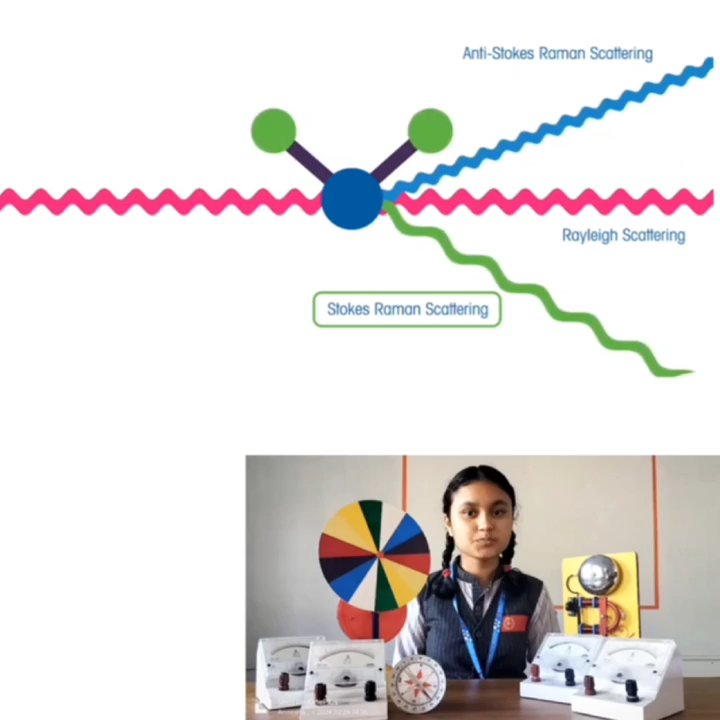 Anti-Stokes Raman Scattering
Rayleigh Scattering
Stokes Raman Scattering